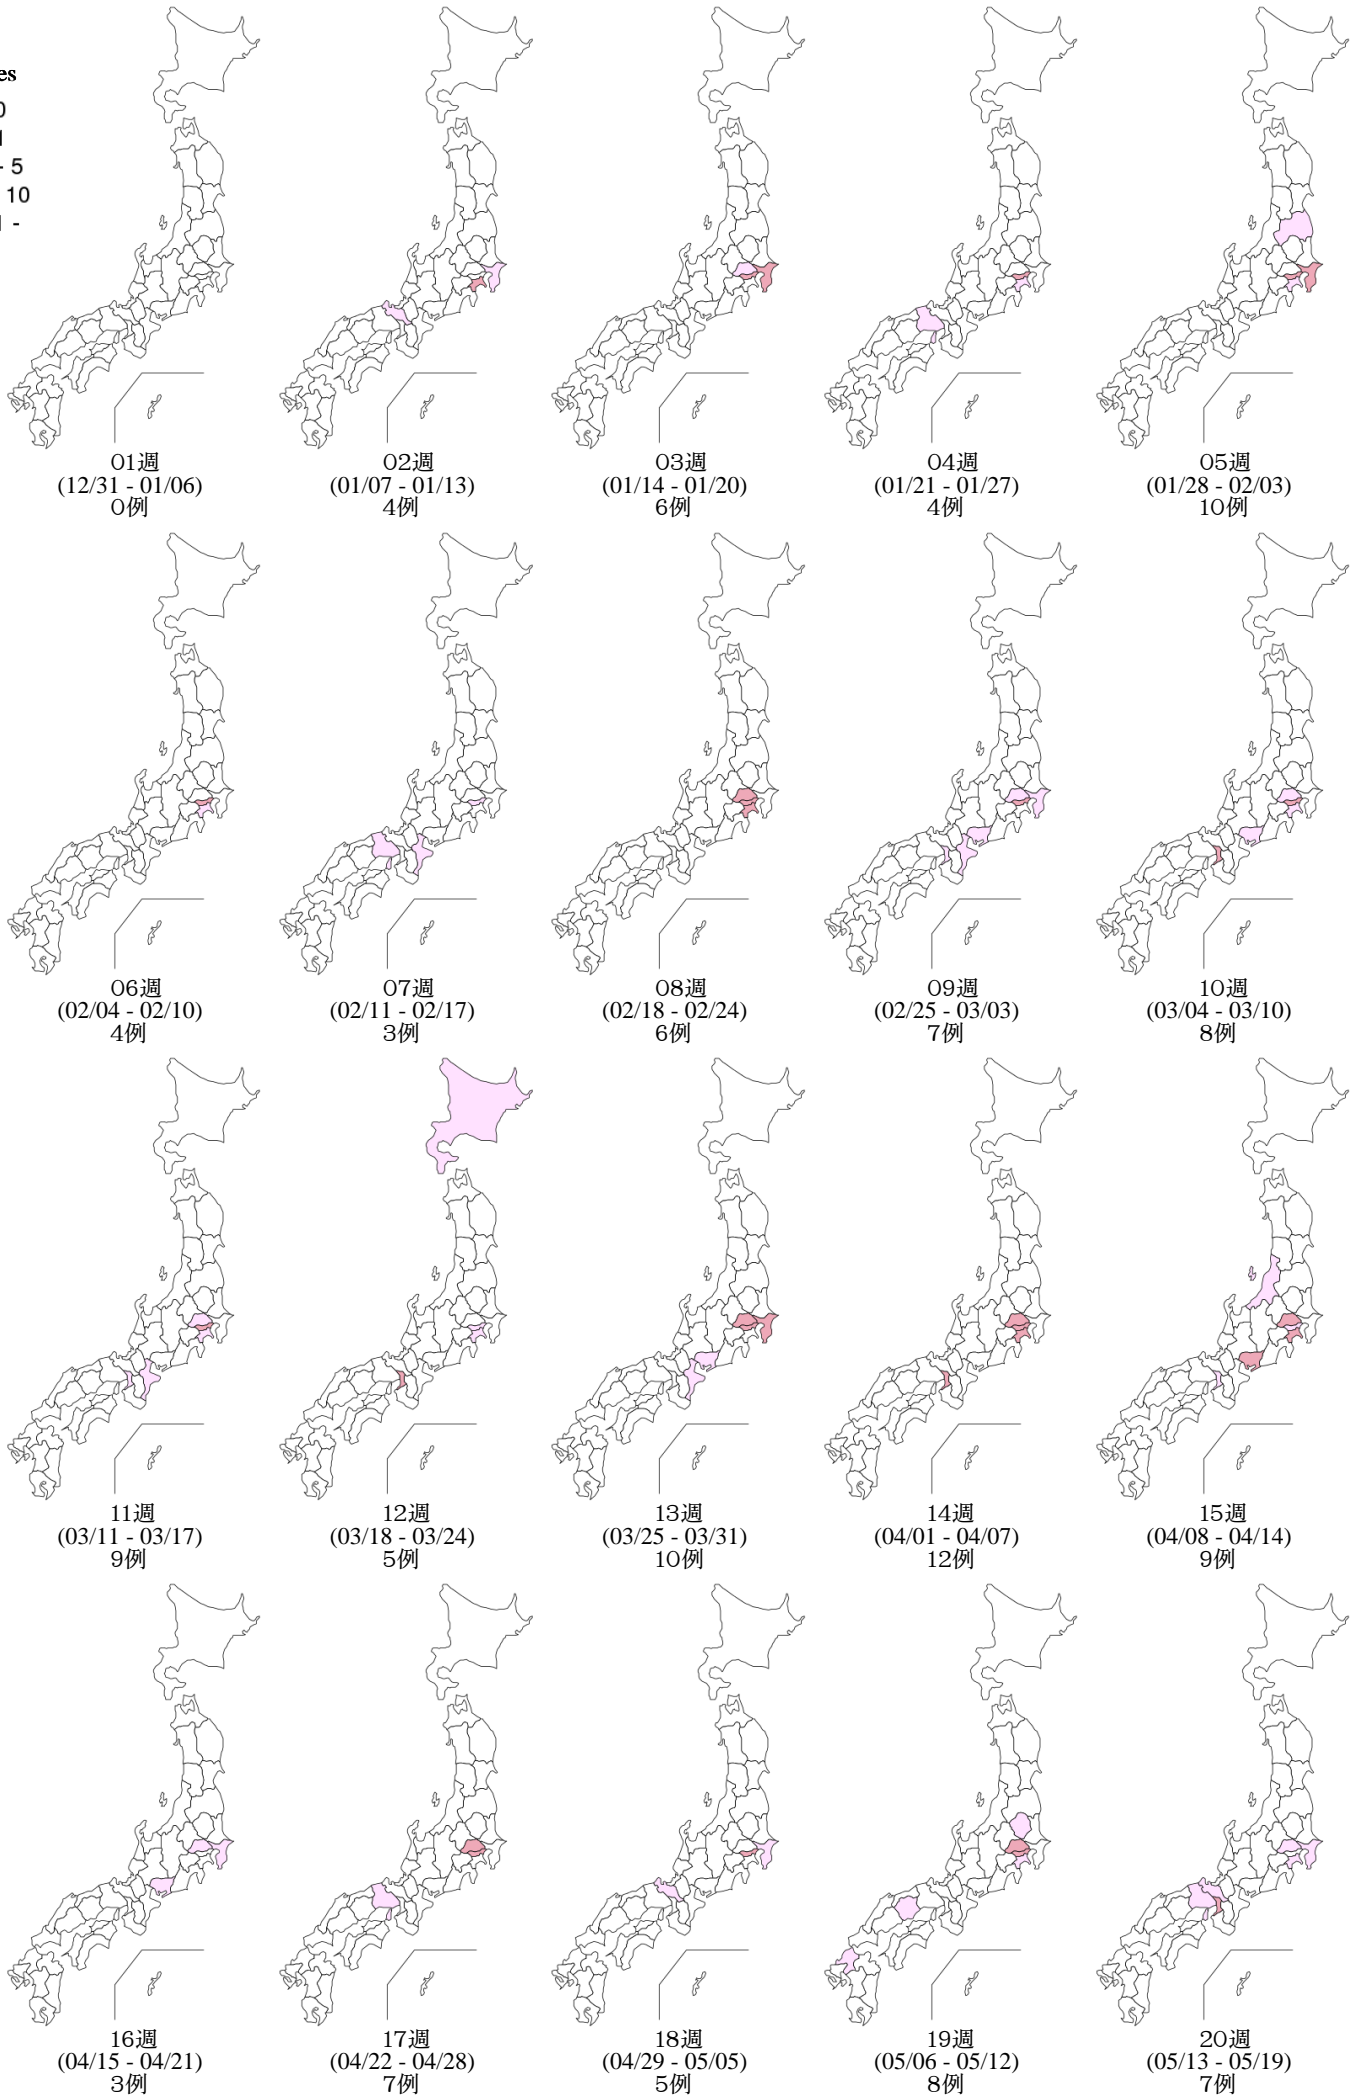 es
0
1
- 5
10
1 -
01週
(12/31 - 01/06)
0例
02週
(01/07 - 01/13)
4例
03週
(01/14 - 01/20)
6例
04週
(01/21 - 01/27)
4例
05週
(01/28 - 02/03)
10例
06週
(02/04 - 02/10)
4例
07週
(02/11 - 02/17)
3例
08週
(02/18 - 02/24)
6例
09週
(02/25 - 03/03)
7例
10週
(03/04 - 03/10)
8例
11週
(03/11 - 03/17)
9例
12週
(03/18 - 03/24)
5例
13週
(03/25 - 03/31)
10例
14週
(04/01 - 04/07)
12例
15週
(04/08 - 04/14)
9例
16週
(04/15 - 04/21)
3例
17週
(04/22 - 04/28)
7例
18週
(04/29 - 05/05)
5例
19週
(05/06 - 05/12)
8例
20週
(05/13 - 05/19)
7例